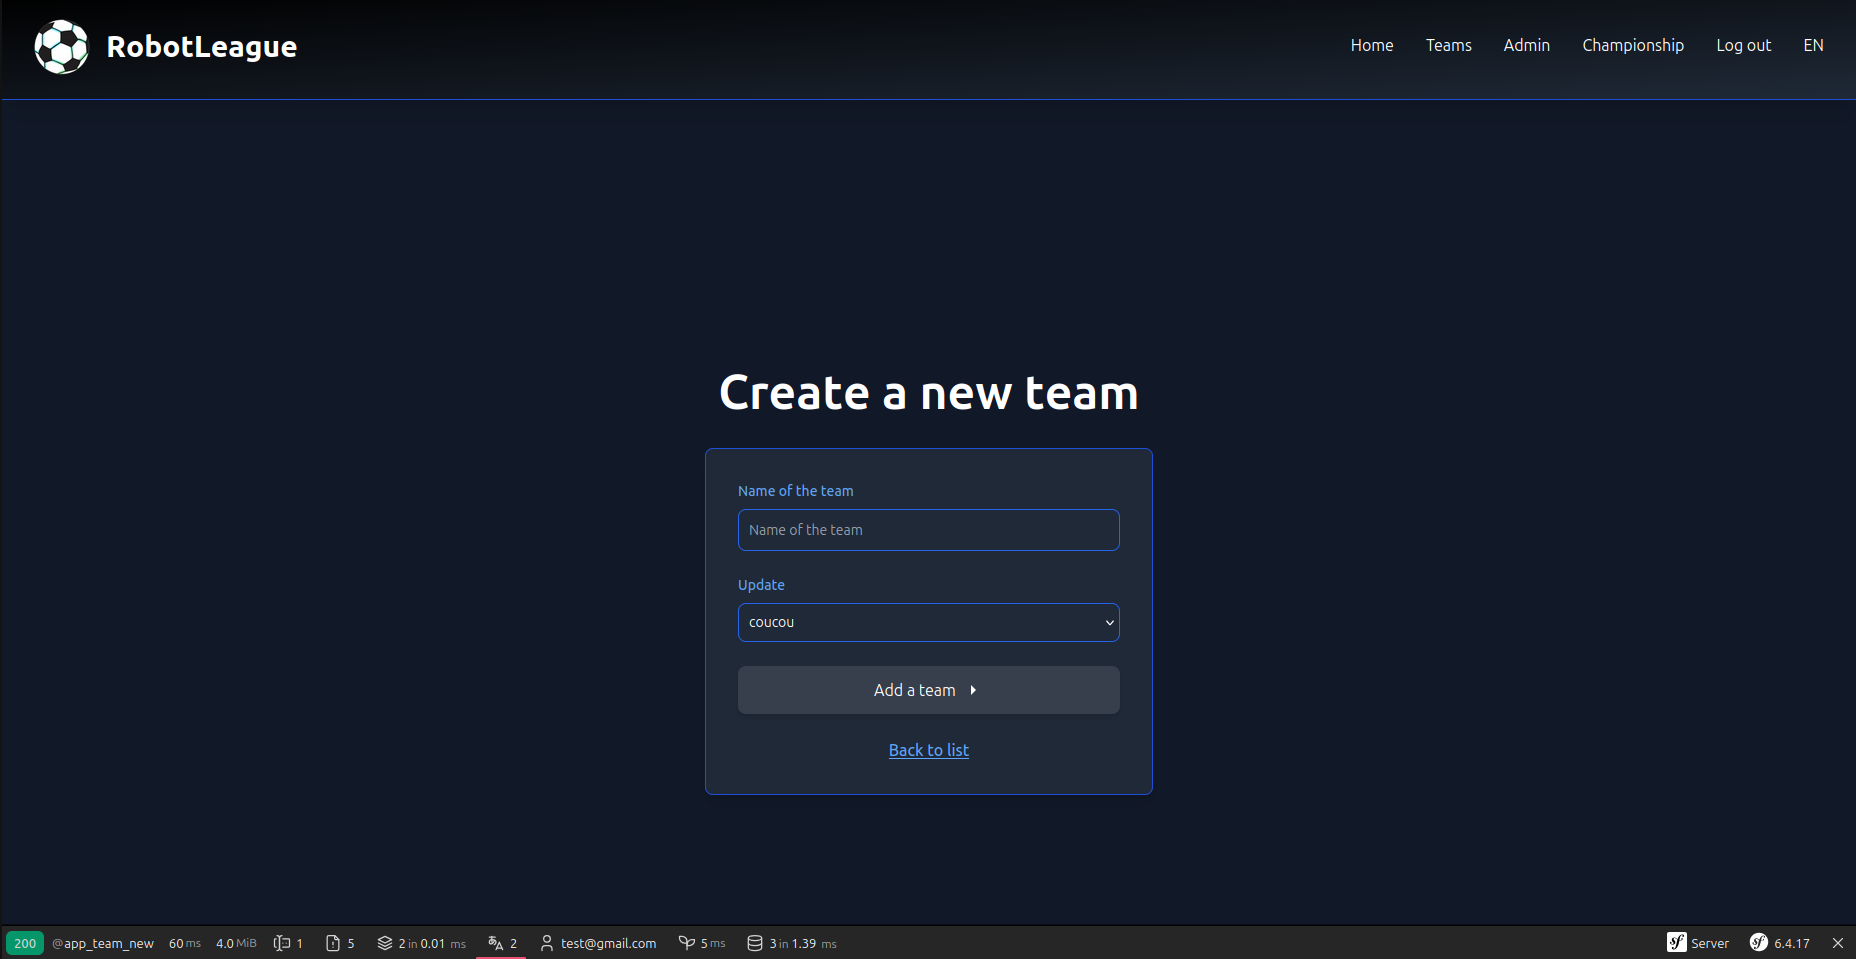 RobotLeague
Home Teams Admin Championship Log out EN
Create a new team
Name of the team
Name of the team
Update
coucou
Add a team
Back to list
200 @app_team_new 60 ms 4.0 MiB 1 5 2 in 0.01 ms 2 test@gmail.com 5 ms 3 in 1.39 ms sf Server sf 6.4.17